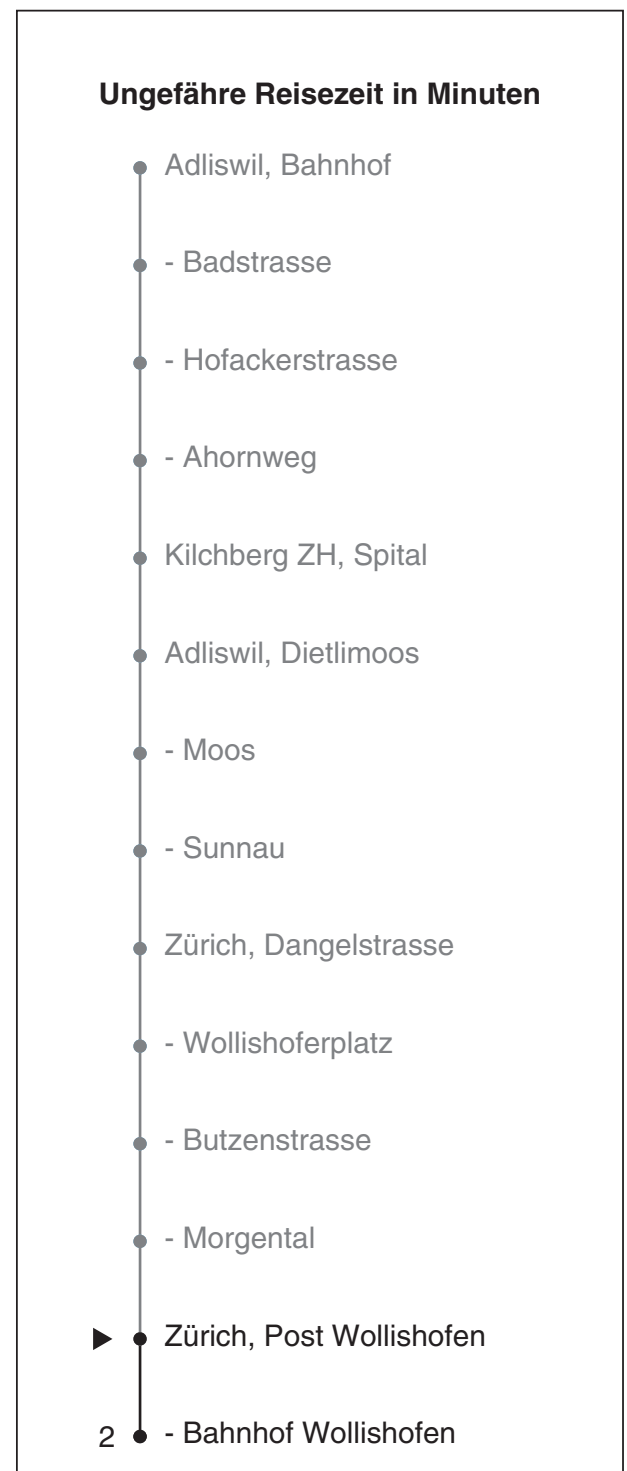 Ungefähre Reisezeit in Minuten
Adliswil, Bahnhof
- Badstrasse
- Hofackerstrasse
- Ahornweg
Kilchberg ZH, Spital
Adliswil, Dietlimoos
- Moos
- Sunnau
Zürich, Dangelstrasse
- Wollishoferplatz
- Butzenstrasse
- Morgental
Zürich, Post Wollishofen
2 - Bahnhof Wollishofen